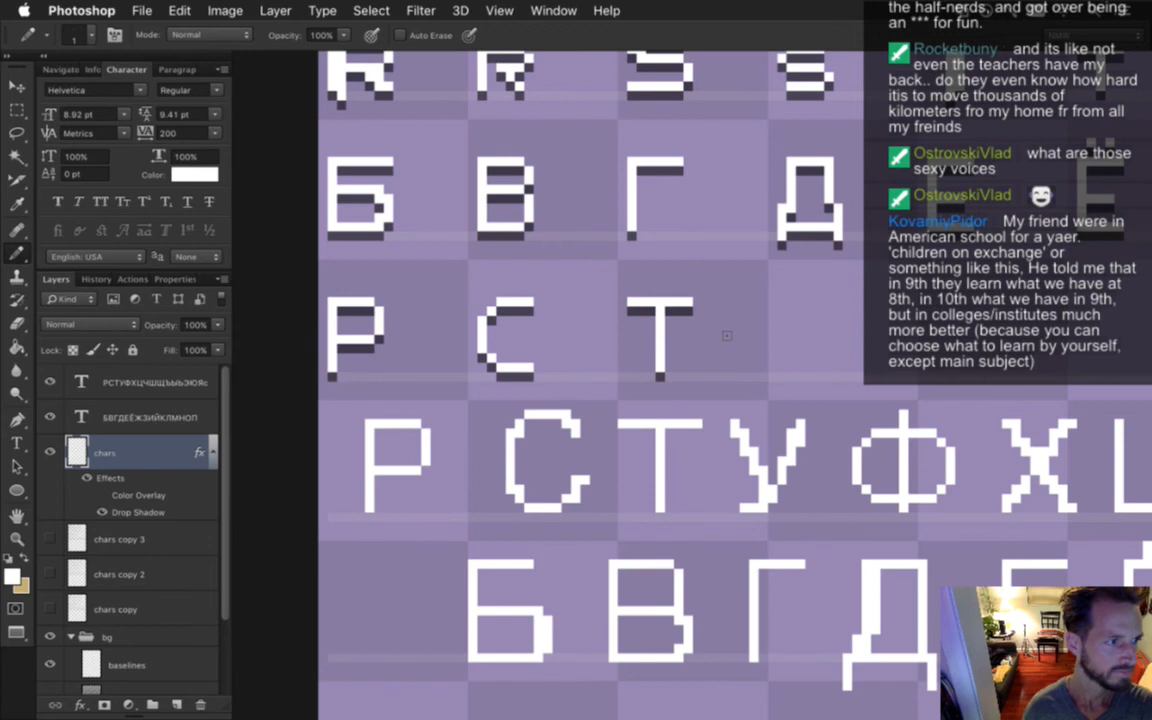 Photoshop File Edit Image Layer Type Select Filter 3D View Window Help
the half-nerds, and got over being
an *** for fun.
1 Mode: Normal Opacity: 100% Auto Erase
Rocketbuny and its like not
even the teachers have my
back.. do they even know how hard
itis to move thousands of
kilometers fro my home fr from all
my freinds
OstrovskiVlad what are those
sexy voices
OstrovskiVlad
KovarniyPidor My friend were in
American school for a yaer.
'children on exchange' or
something like this, He told me that
in 9th they learn what we have at
8th, in 10th what we have in 9th,
but in colleges/institutes much
more better (because you can
choose what to learn by yourself,
except main subject)
Navigato Info Character Paragrap
Helvetica Regular
8.92 pt 9.41 pt
Metrics 200
100% 100%
0 pt Color:
English: USA None
Layers History Actions Properties
Kind
Normal Opacity: 100%
Lock: Fill: 100%
РСТУФХЦЧШЩЪЫЬЭЮЯс
БВГДЕЁЖЗИЙКЛМНОП
chars fx
Effects
Color Overlay
Drop Shadow
chars copy 3
chars copy 2
chars copy
bg
baselines
R R S s
Б В Г Д
Р С Т
Р С Т У Ф Х
Б В Г Д